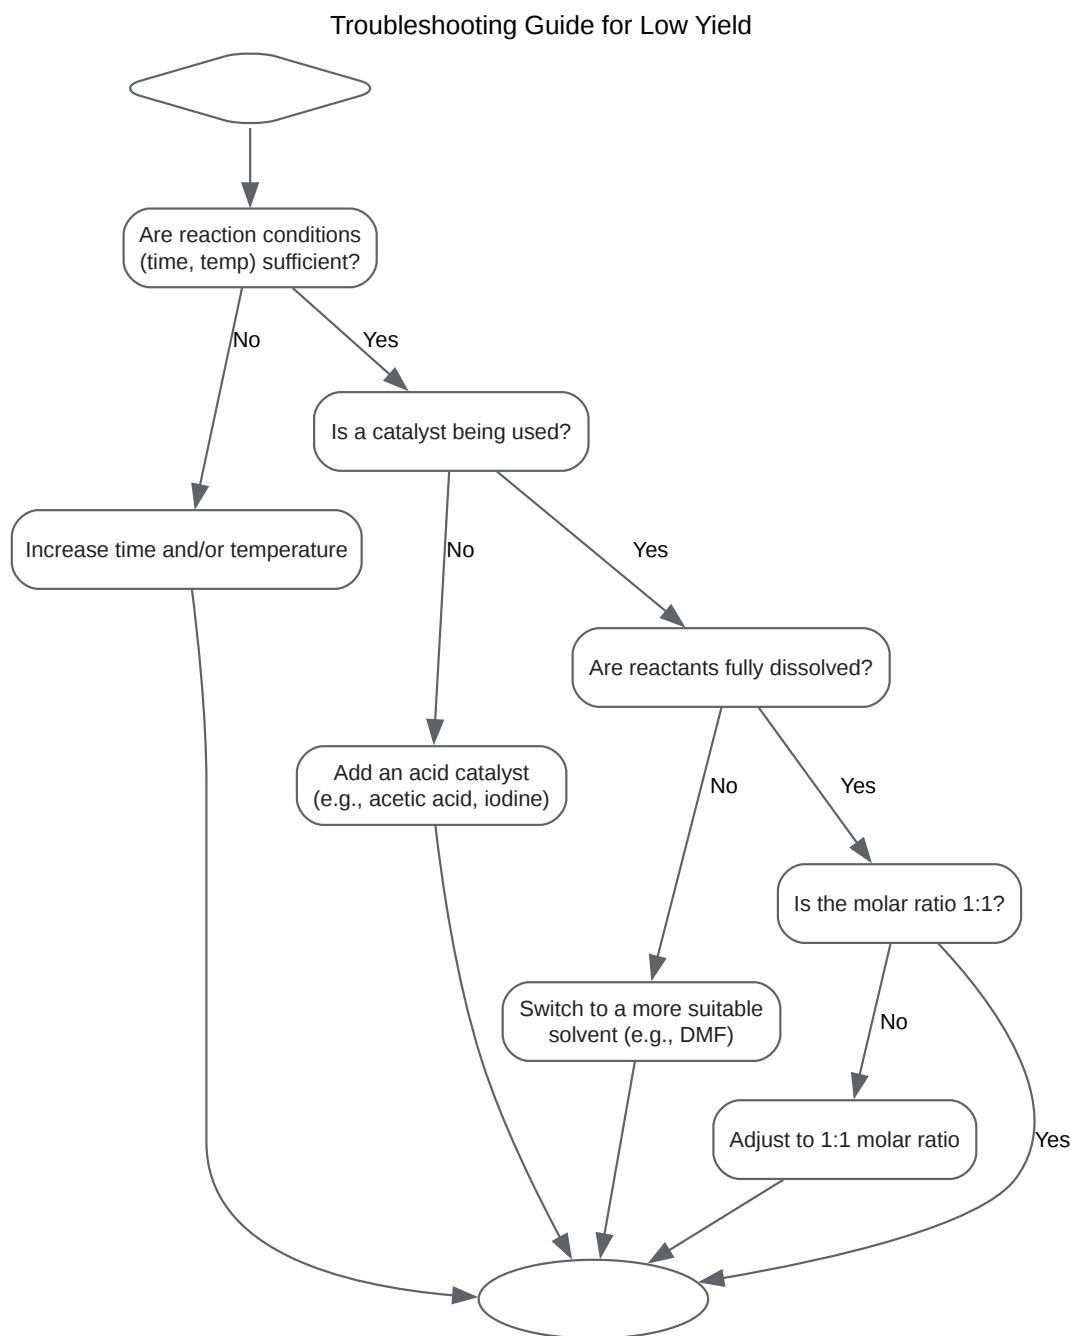 Troubleshooting Guide for Low Yield
Are reaction conditions
(time, temp) sufficient?
No
Yes
Is a catalyst being used?
Increase time and/or temperature
No
Yes
Are reactants fully dissolved?
Add an acid catalyst
(e.g., acetic acid, iodine)
No
Yes
Is the molar ratio 1:1?
Switch to a more suitable
solvent (e.g., DMF)
No
Adjust to 1:1 molar ratio
Yes